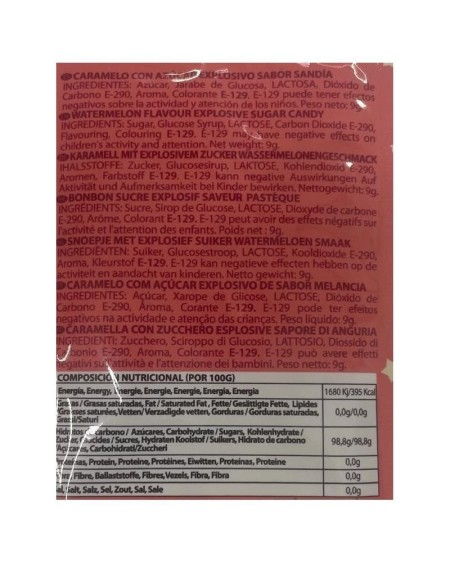 CARAMELO CON AZÚCAR EXPLOSIVO SABOR SANDÍA
INGREDIENTES: Azúcar, Jarabe de Glucosa, LACTOSA, Dióxido de
Carbono E-290, Aroma, Colorante E-129. E-129 puede tener efectos
negativos sobre la actividad y atención de los niños. Peso neto: 9g.
WATERMELON FLAVOUR EXPLOSIVE SUGAR CANDY
INGREDIENTS: Sugar, Glucose Syrup, LACTOSE, Carbon Dioxide E-290,
Flavouring, Colouring E-129. E-129 may have negative effects on
children's activity and attention. Net weight: 9g.
KARAMELL MIT EXPLOSIVEM ZUCKER WASSERMELONENGESCHMACK
IHALSSTOFFE: Zucker, Glucosesirup, LAKTOSE, Kohlendioxid E-290,
Aromen, Farbstoff E-129. E-129 kann negative Auswirkungen Auf
Aktivität und Aufmerksamkeit bei Kinder bewirken. Nettogewicht: 9g.
BONBON SUCRE EXPLOSIF SAVEUR PASTÈQUE
INGRÉDIENTS: Sucre, Sirop de Glucose, LACTOSE, Dioxyde de carbone
E-290, Arôme, Colorant E-129. E-129 peut avoir des effets négatifs sur
l'activité et l'attention des enfants. Poids net : 9g.
SNOEPJE MET EXPLOSIEF SUIKER WATERMELOEN SMAAK
INGREDIËNTEN: Suiker, Glucosestroop, LACTOSE, Kooldioxide E-290,
Aroma, Kleurstof E-129. E-129 kan negatieve effecten hebben op de
activiteit en aandacht van kinderen. Netto gewicht: 9g.
CARAMELO COM AÇÚCAR EXPLOSIVO DE SABOR MELANCIA
INGREDIENTES: Açúcar, Xarope de Glicose, LACTOSE, Dióxido de
Carbono E-290, Aroma, Corante E-129. E-129 pode ter efeitos
negativos na actividade e atenção das crianças. Peso líquido: 9g.
CARAMELLA CON ZUCCHERO ESPLOSIVE SAPORE DI ANGURIA
INGREDIENTI: Zucchero, Sciroppo di Glucosio, LATTOSIO, Diossido di
Carbonio E-290, Aroma, Colorante E-129. E-129 può avere effetti
negativi sull'attività e l'attenzione dei bambini. Peso netto: 9g.
COMPOSICIÓN NUTRICIONAL (POR 100G)
Energía, Energy, Energie, Energie, Energie, Energia, Energia 1680 Kj/395 Kcal
Grasas / Grasas saturadas, Fat / Saturated Fat, Fette/ Gesättigte Fette, Lipides
/Graisses saturées, Vetten/ Verzadigde vetten, Gorduras / Gorduras saturadas, 0,0g/0,0g
Grassi/Saturi
Hidratos carbono / Azúcares, Carbohydrate / Sugars, Kohlenhydrate /
Zucker, Glucides / Sucres, Hydraten Koolstof / Suikers, Hidrato de carbono 98,8g/98,8g
/Açúcares, Carbohidrati/Zuccheri
Proteínas, Protein, Proteine, Protéines, Eiwitten, Proteínas, Proteine 0,0g
Fibre, Ballaststoffe, Fibres, Vezels, Fibra, Fibra 0,0g
Sal, Salt, Salz, Sel, Zout, Sal, Sale 0,0g